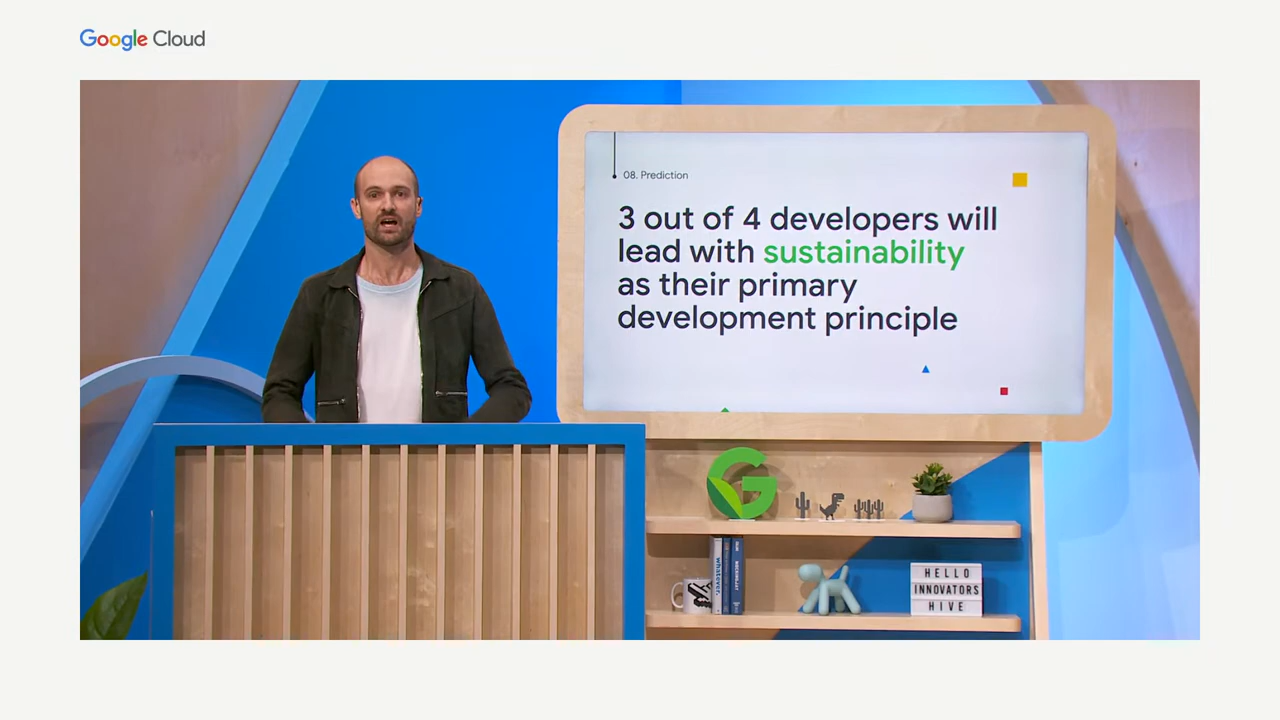 Google Cloud
08. Prediction
3 out of 4 developers will
lead with sustainability
as their primary
development principle
G
whatever.
HELLO
INNOVATORS
HIVE